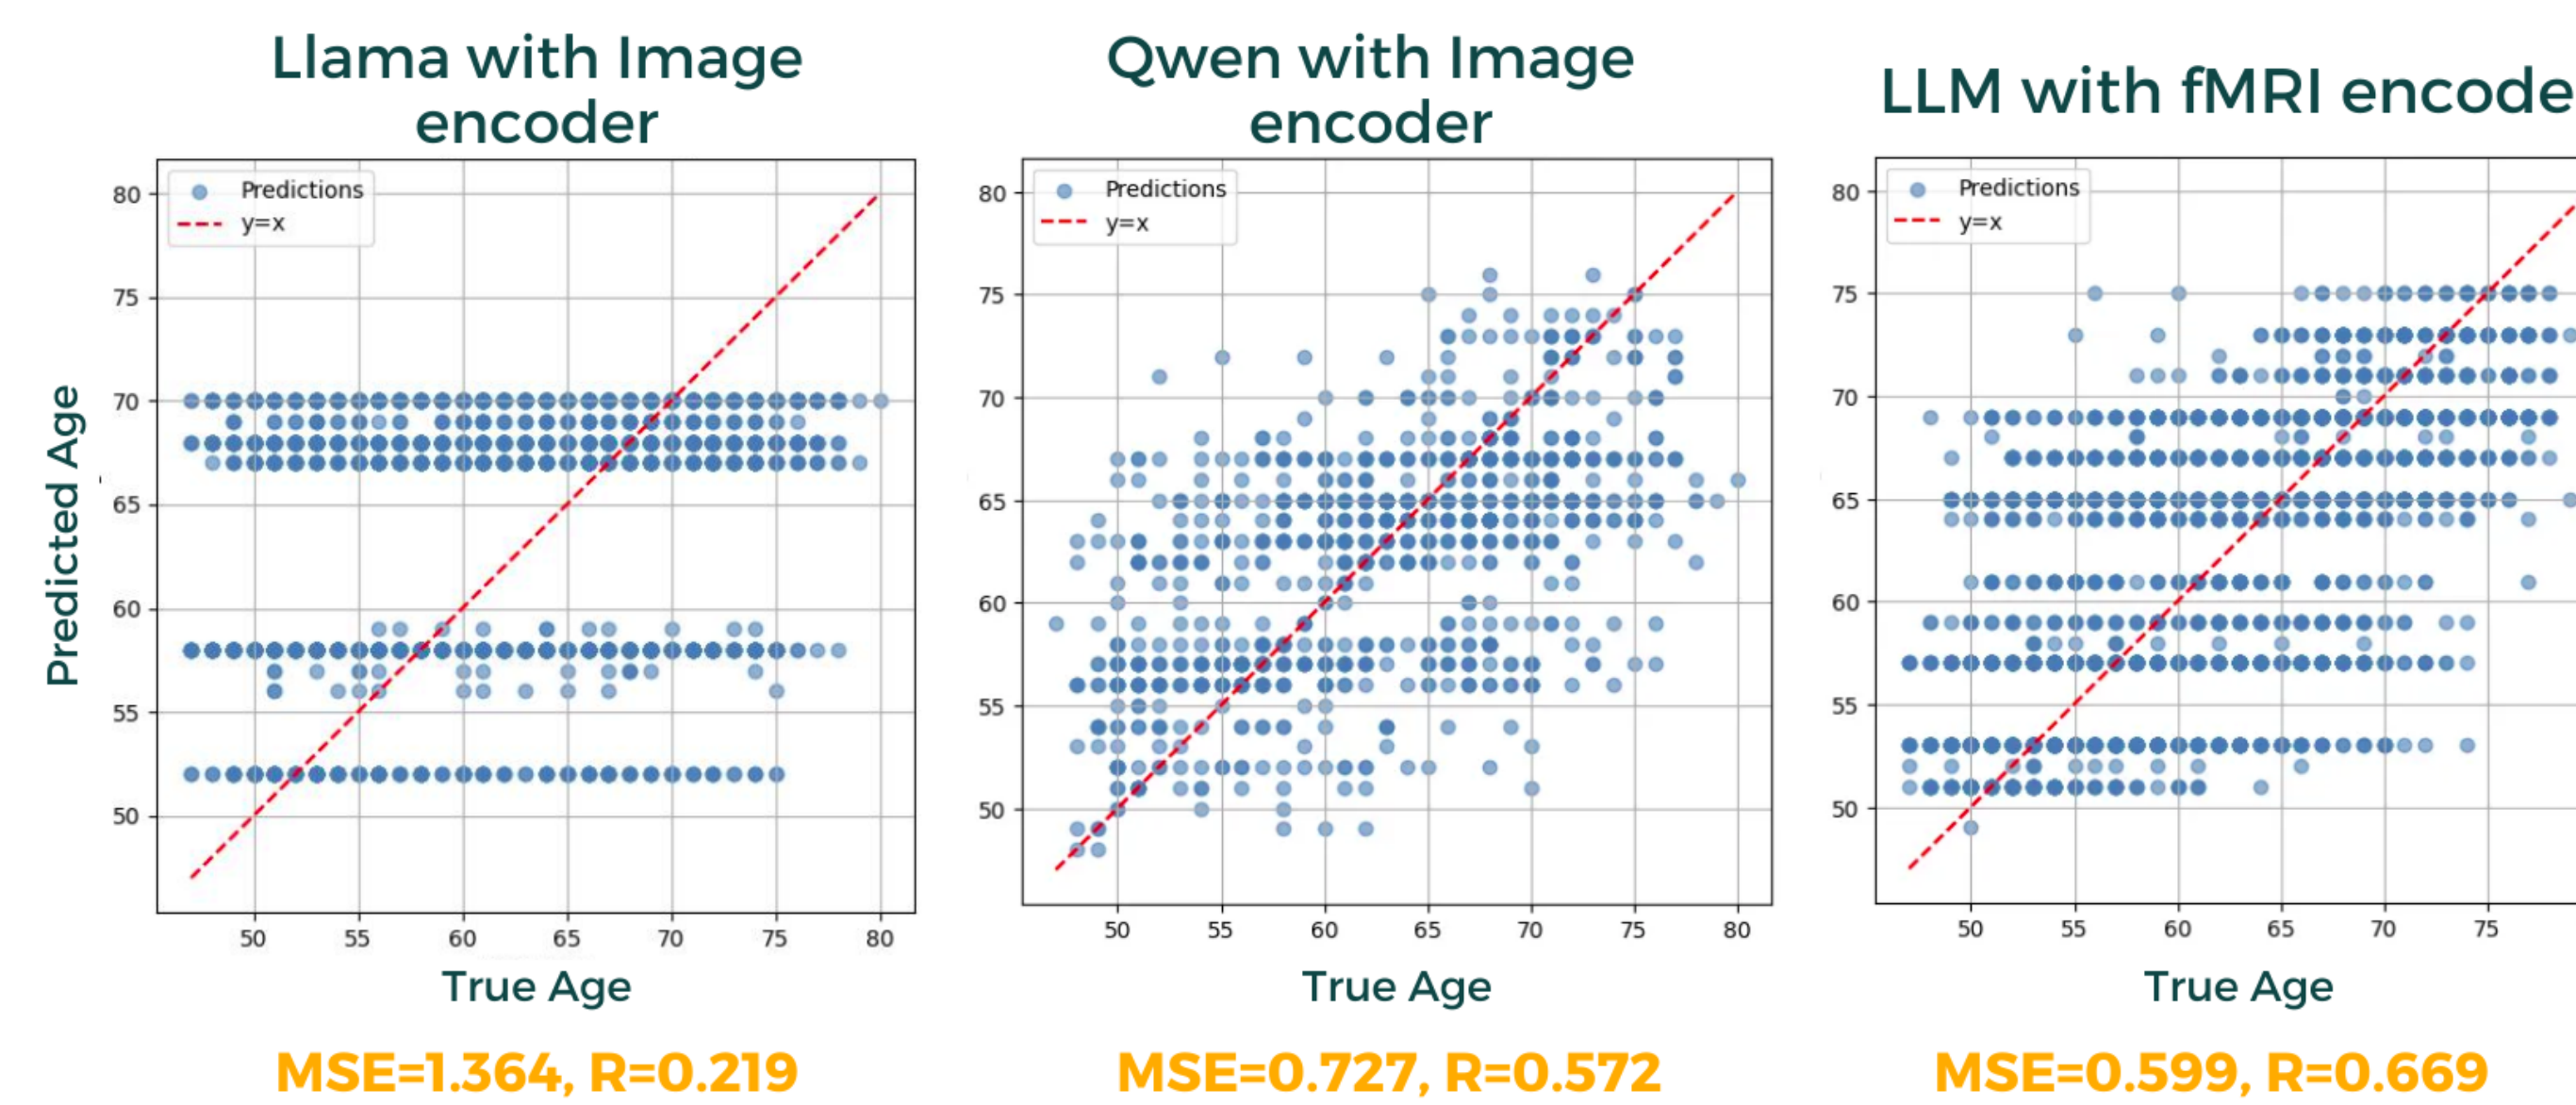 Llama with Image
encoder
Qwen with Image
encoder
LLM with fMRI encode
Predicted Age
Predictions
y=x
80
75
70
65
60
55
50
50 55 60 65 70 75 80
True Age
MSE=1.364, R=0.219
Predictions
y=x
80
75
70
65
60
55
50
50 55 60 65 70 75 80
True Age
MSE=0.727, R=0.572
Predictions
y=x
80
75
70
65
60
55
50
50 55 60 65 70 75
True Age
MSE=0.599, R=0.669